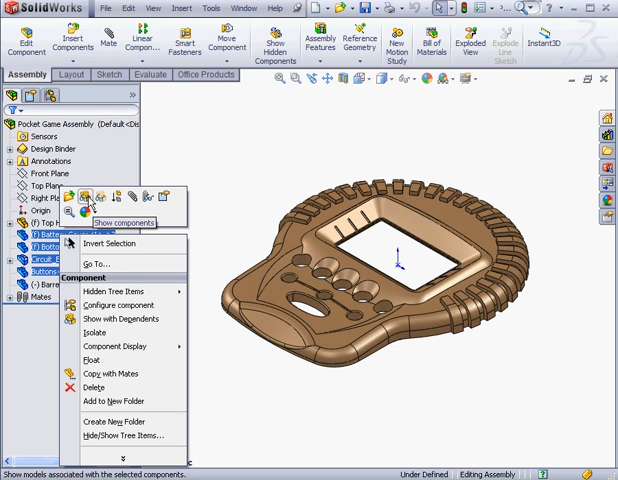 SolidWorks
File Edit View Insert Tools Window Help
Edit Component
Insert Components
Mate
Linear Compon...
Smart Fasteners
Move Component
Show Hidden Components
Assembly Features
Reference Geometry
New Motion Study
Bill of Materials
Exploded View
Explode Line Sketch
Instant3D
Assembly Layout Sketch Evaluate Office Products
Pocket Game Assembly (Default<Dis
Sensors
Design Binder
Annotations
Front Plane
Top Plane
Right Pl
Origin
(f) Top H
(f) Batte
Show components
(f) Botto
Invert Selection
Circuit_B
Go To...
Buttons
Component
(-) Barre
Hidden Tree Items
Mates
Configure component
Show with Dependents
Isolate
Component Display
Float
Copy with Mates
Delete
Add to New Folder
Create New Folder
Hide/Show Tree Items...
Show models associated with the selected components.
Under Defined
Editing Assembly